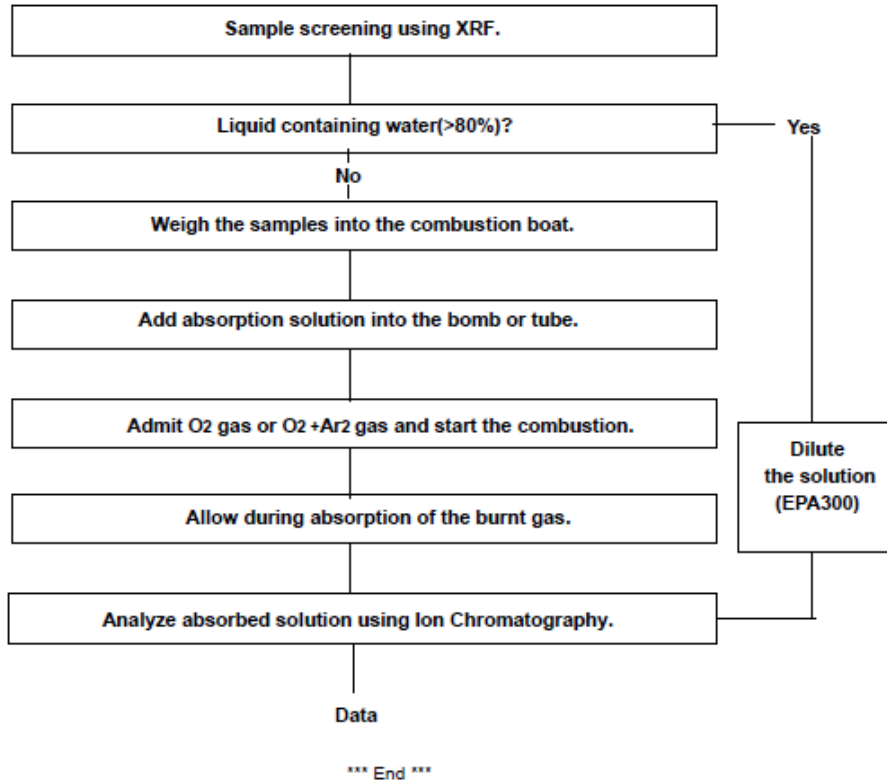 Sample screening using XRF.
Liquid containing water(>80%)?
Yes
No
Weigh the samples into the combustion boat.
Add absorption solution into the bomb or tube.
Admit O2 gas or O2 +Ar2 gas and start the combustion.
Dilute
the solution
(EPA300)
Allow during absorption of the burnt gas.
Analyze absorbed solution using Ion Chromatography.
Data
*** End ***